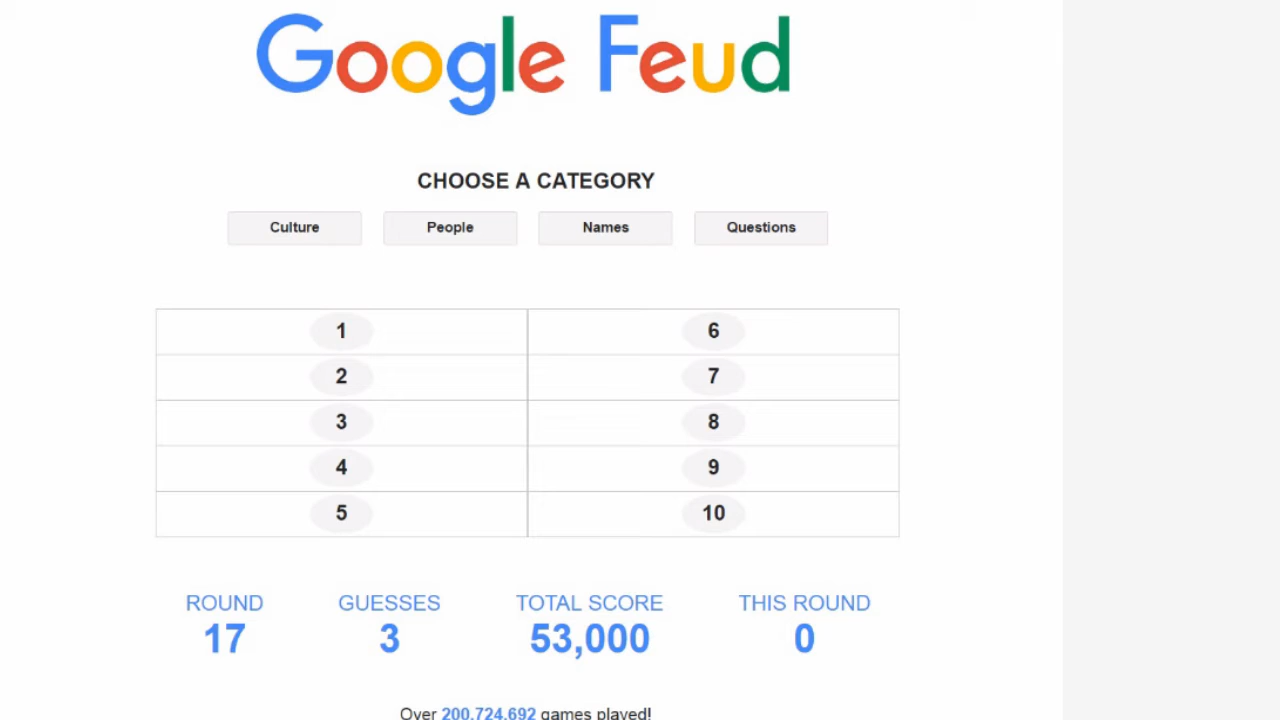 Google Feud
CHOOSE A CATEGORY
Culture People Names Questions
1 6
2 7
3 8
4 9
5 10
ROUND GUESSES TOTAL SCORE THIS ROUND
17 3 53,000 0
Over 200,724,692 games played!